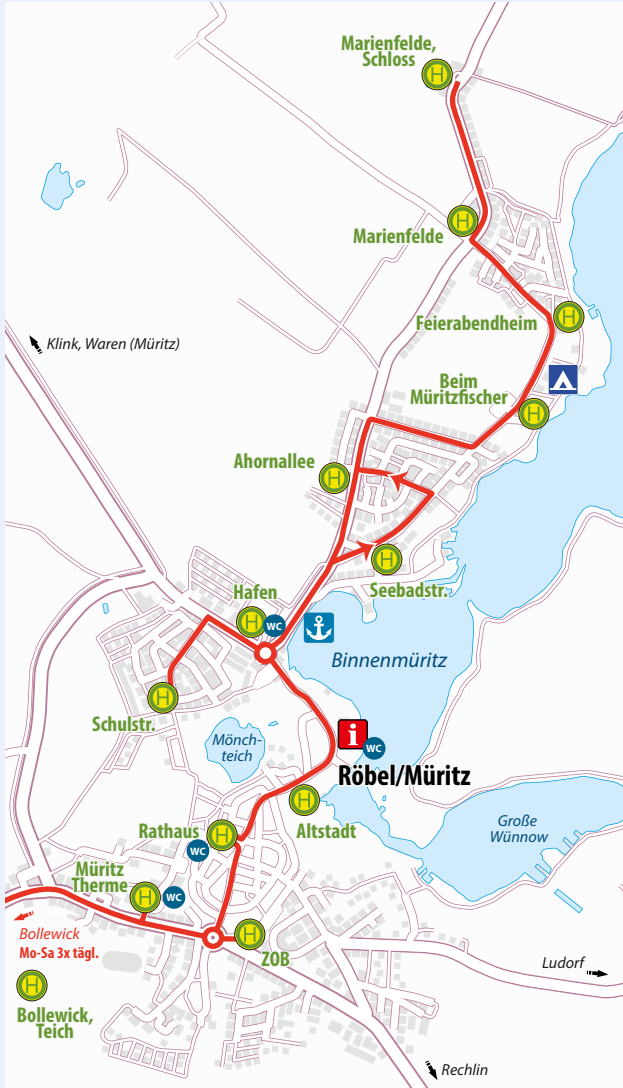 Marienfelde,
Schloss
H
H
Marienfelde
H
Feierabendheim
Klink, Waren (Müritz)
Beim
Müritzfischer
H
Ahornallee
H
H
Seebadstr.
Hafen
H
WC
Binnenmüritz
H
Schulstr.
Mönch-
teich
i
WC
Röbel/Müritz
H
Altstadt
Große
Wünnow
Rathaus
H
WC
Müritz
Therme
H
WC
H
ZOB
Bollewick
Mo-Sa 3x tägl.
Ludorf
H
Bollewick,
Teich
Rechlin